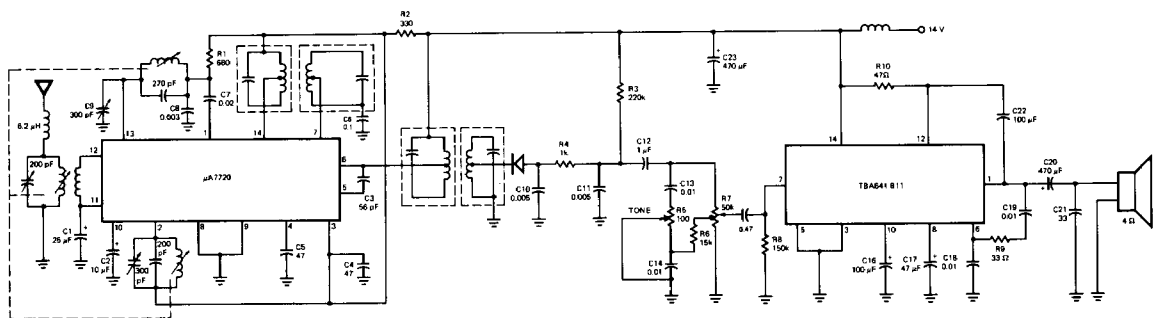 R2
330
14 V
R1
680
270 pF
C7
0.02
C8
0.003
C9
300 pF
6.2 µH
200 pF
13
1
14
7
12
11
µA7720
6
5
C6
0.1
C3
56 pF
C1
25 µF
10
2
8
9
4
3
C2
10 µF
300
pF
200
pF
C5
47
C4
47
R4
1k
C10
0.005
C11
0.005
R3
220k
C12
1 µF
C13
0.01
TONE
R5
100
R6
15k
R7
50k
C14
0.01
0.47
R8
150k
C23
470 µF
R10
47Ω
C22
100 µF
14
12
7
TBA641 B11
1
5
3
10
8
6
C16
100 µF
C17
47 µF
C18
0.01
R9
33 Ω
C19
0.01
C20
470 µF
C21
33
4 Ω